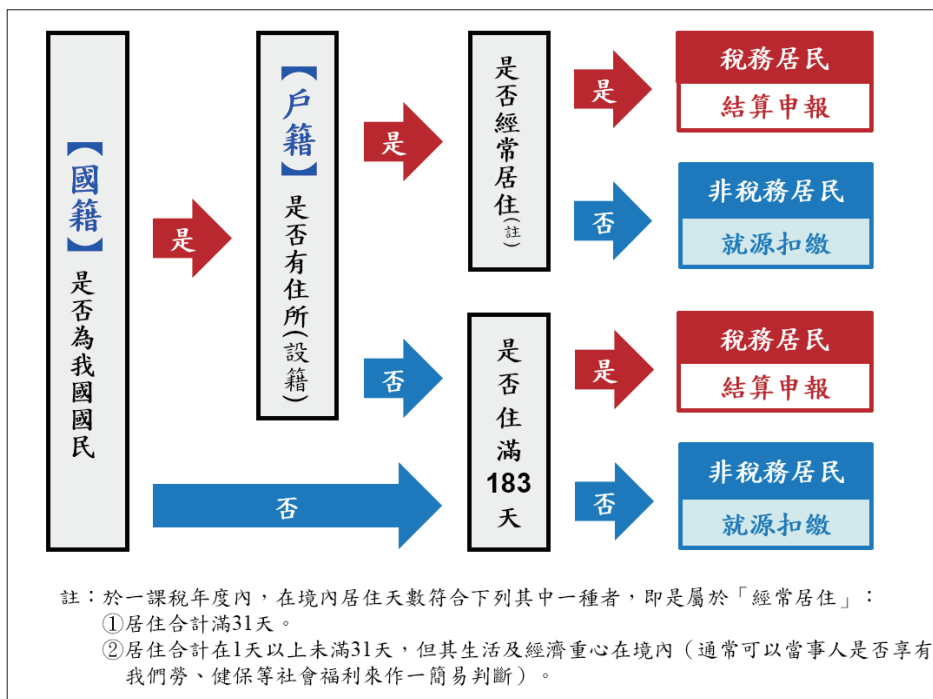 【國籍】是否為我國國民
是
否
【戶籍】是否有住所(設籍)
是
否
是否經常居住(註)
是
否
是否住滿183天
是
否
稅務居民
結算申報
非稅務居民
就源扣繳
稅務居民
結算申報
非稅務居民
就源扣繳
註：於一課稅年度內，在境內居住天數符合下列其中一種者，即是屬於「經常居住」：
①居住合計滿31天。
②居住合計在1天以上未滿31天，但其生活及經濟重心在境內（通常可以當事人是否享有
我們勞、健保等社會福利來作一簡易判斷）。